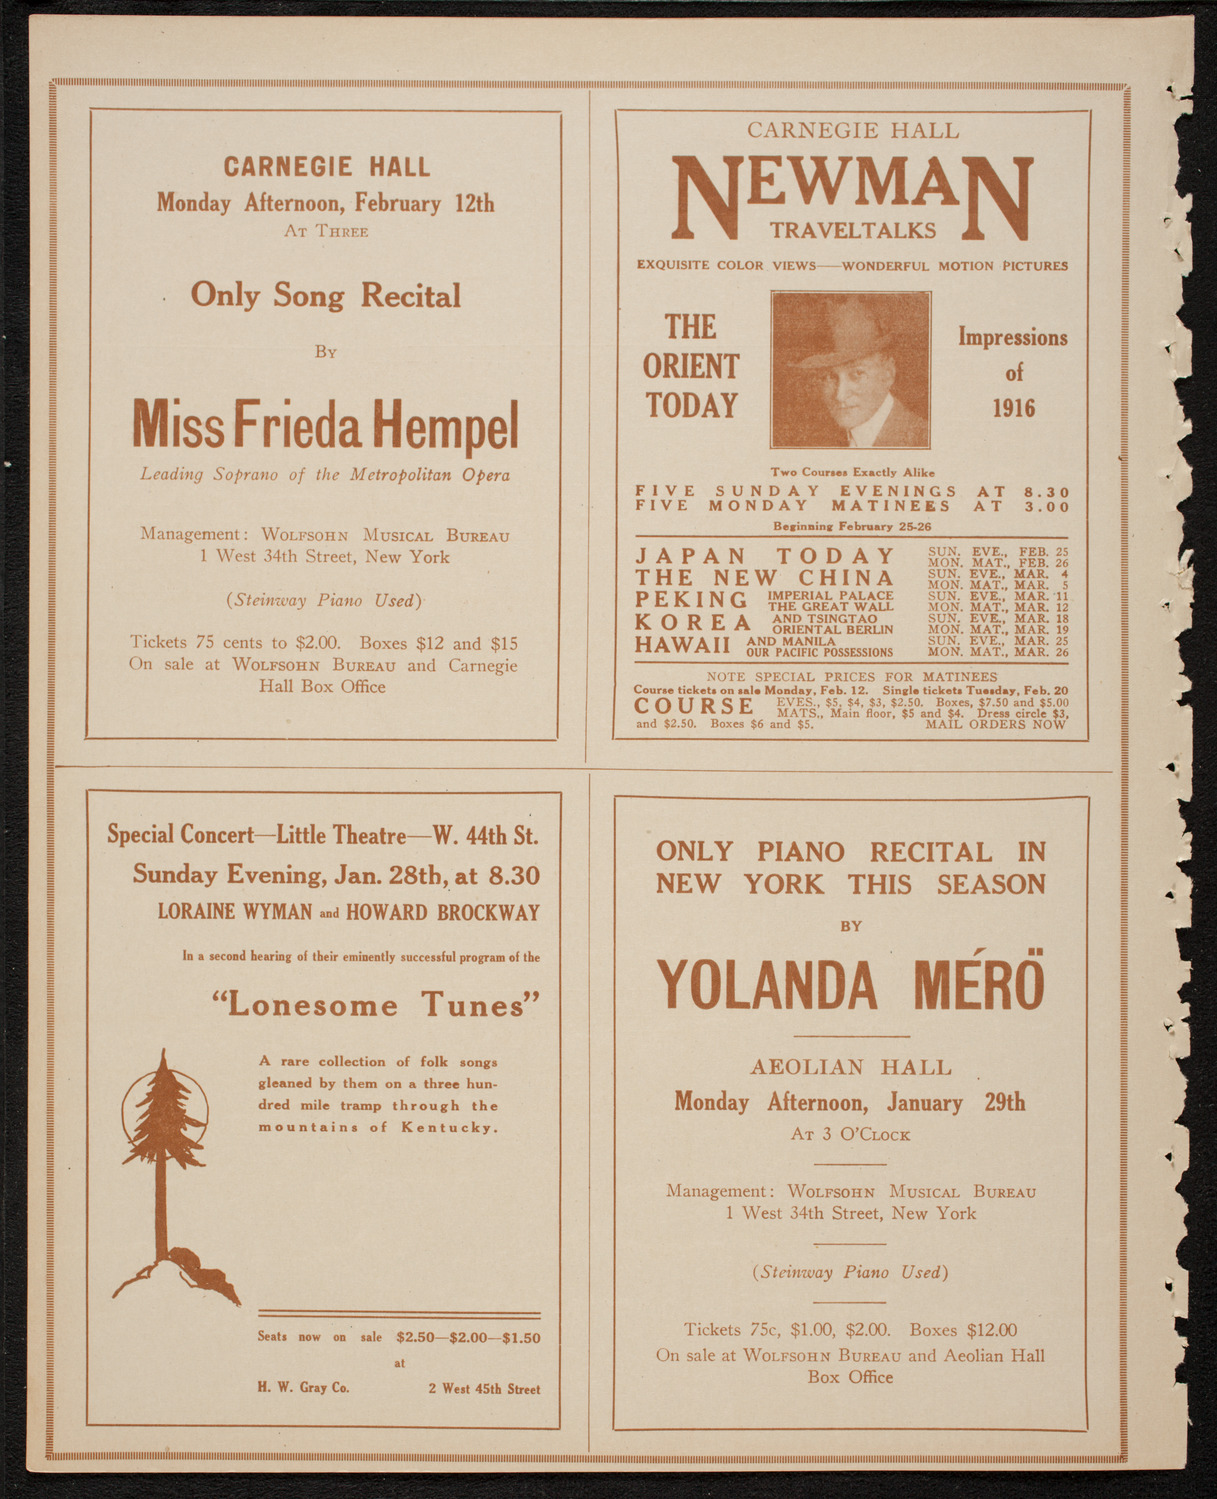 CARNEGIE HALL
Monday Afternoon, February 12th
AT THREE
Only Song Recital
BY
Miss Frieda Hempel
Leading Soprano of the Metropolitan Opera
Management: WOLFSOHN MUSICAL BUREAU
1 West 34th Street, New York
(Steinway Piano Used)
Tickets 75 cents to $2.00. Boxes $12 and $15
On sale at WOLFSOHN BUREAU and Carnegie
Hall Box Office
CARNEGIE HALL
NEWMAN
TRAVELTALKS
EXQUISITE COLOR VIEWS—WONDERFUL MOTION PICTURES
THE
ORIENT
TODAY
Impressions
of
1916
Two Courses Exactly Alike
FIVE SUNDAY EVENINGS AT 8.30
FIVE MONDAY MATINEES AT 3.00
Beginning February 25-26
JAPAN TODAY SUN. EVE., FEB. 25
MON. MAT., FEB. 26
THE NEW CHINA SUN. EVE., MAR. 4
MON. MAT., MAR. 5
PEKING IMPERIAL PALACE SUN. EVE., MAR. 11
THE GREAT WALL MON. MAT., MAR. 12
KOREA AND TSINGTAO SUN. EVE., MAR. 18
ORIENTAL BERLIN MON. MAT., MAR. 19
HAWAII AND MANILA SUN. EVE., MAR. 25
OUR PACIFIC POSSESSIONS MON. MAT., MAR. 26
NOTE SPECIAL PRICES FOR MATINEES
Course tickets on sale Monday, Feb. 12. Single tickets Tuesday, Feb. 20
COURSE EVES., $5, $4, $3, $2.50. Boxes, $7.50 and $5.00
MATS., Main floor, $5 and $4. Dress circle $3,
and $2.50. Boxes $6 and $5. MAIL ORDERS NOW
Special Concert—Little Theatre—W. 44th St.
Sunday Evening, Jan. 28th, at 8.30
LORAINE WYMAN and HOWARD BROCKWAY
In a second hearing of their eminently successful program of the
"Lonesome Tunes"
A rare collection of folk songs
gleaned by them on a three hun-
dred mile tramp through the
mountains of Kentucky.
Seats now on sale $2.50—$2.00—$1.50
at
H. W. Gray Co. 2 West 45th Street
ONLY PIANO RECITAL IN
NEW YORK THIS SEASON
BY
YOLANDA MÉRÖ
AEOLIAN HALL
Monday Afternoon, January 29th
AT 3 O'CLOCK
Management: WOLFSOHN MUSICAL BUREAU
1 West 34th Street, New York
(Steinway Piano Used)
Tickets 75c, $1.00, $2.00. Boxes $12.00
On sale at WOLFSOHN BUREAU and Aeolian Hall
Box Office